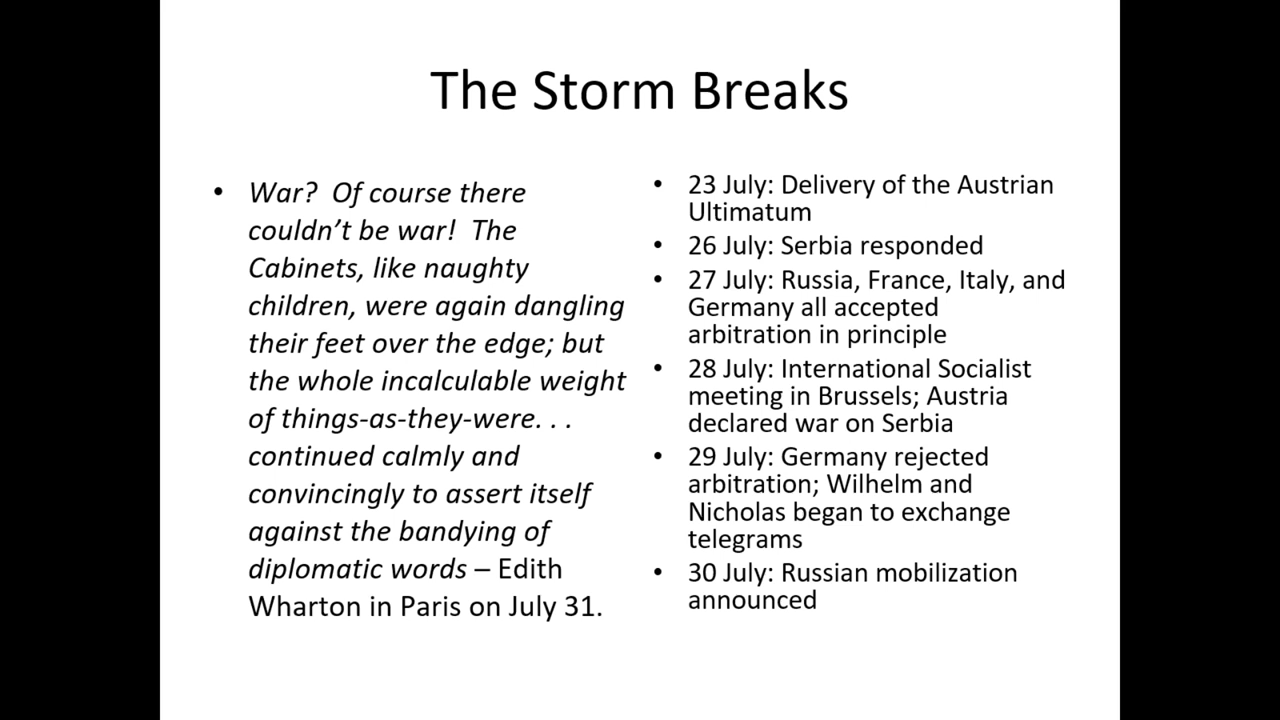 The Storm Breaks
• War?  Of course there
couldn’t be war!  The
Cabinets, like naughty
children, were again dangling
their feet over the edge; but
the whole incalculable weight
of things-as-they-were. . .
continued calmly and
convincingly to assert itself
against the bandying of
diplomatic words – Edith
Wharton in Paris on July 31.
• 23 July: Delivery of the Austrian
Ultimatum
• 26 July: Serbia responded
• 27 July: Russia, France, Italy, and
Germany all accepted
arbitration in principle
• 28 July: International Socialist
meeting in Brussels; Austria
declared war on Serbia
• 29 July: Germany rejected
arbitration; Wilhelm and
Nicholas began to exchange
telegrams
• 30 July: Russian mobilization
announced